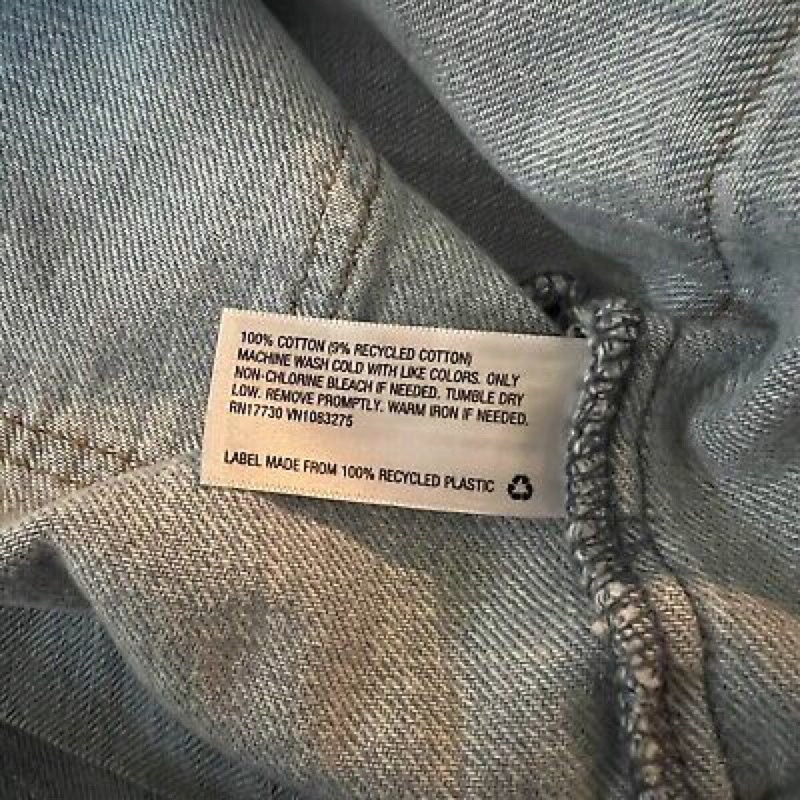 100% COTTON (9% RECYCLED COTTON)
MACHINE WASH COLD WITH LIKE COLORS. ONLY
NON-CHLORINE BLEACH IF NEEDED. TUMBLE DRY
LOW. REMOVE PROMPTLY. WARM IRON IF NEEDED.
RN17730 VN1083275
LABEL MADE FROM 100% RECYCLED PLASTIC